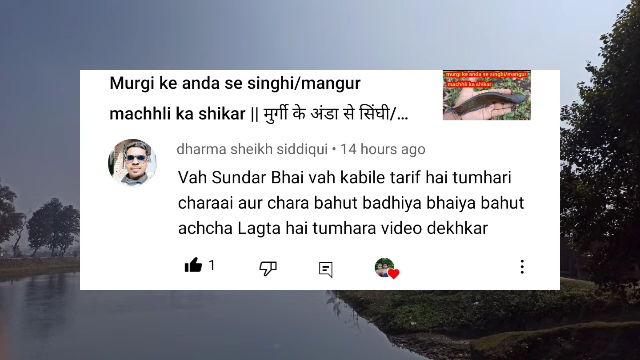 Murgi ke anda se singhi/mangur
machhli ka shikar || मुर्गी के अंडा से सिंघी/...
murgi ke anda se singhi/mangur
machhli ka shikar
dharma sheikh siddiqui • 14 hours ago
Vah Sundar Bhai vah kabile tarif hai tumhari
charaai aur chara bahut badhiya bhaiya bahut
achcha Lagta hai tumhara video dekhkar
1